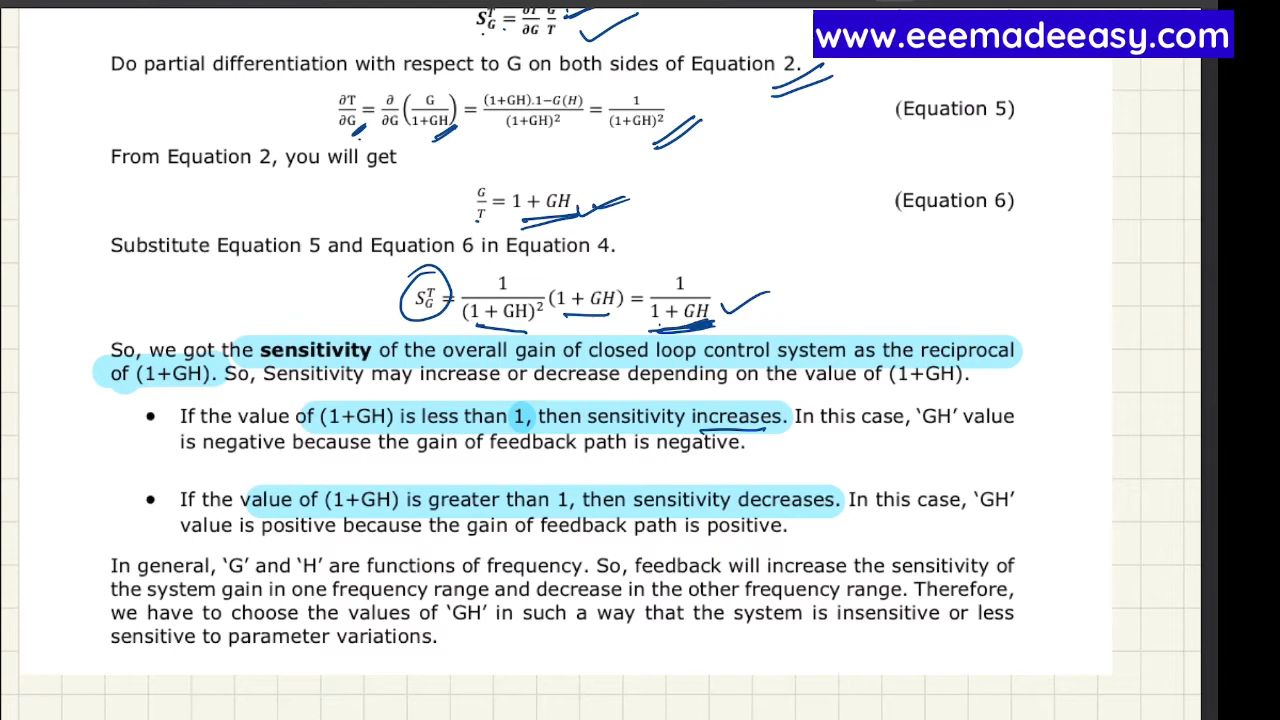 S_G^T = ∂T/∂G G/T
www.eeemadeeasy.com
Do partial differentiation with respect to G on both sides of Equation 2.
∂T/∂G = ∂/∂G (G/1+GH) = (1+GH).1−G(H)/(1+GH)² = 1/(1+GH)² (Equation 5)
From Equation 2, you will get
G/T = 1 + GH (Equation 6)
Substitute Equation 5 and Equation 6 in Equation 4.
S_G^T = 1/(1 + GH)² (1 + GH) = 1/1 + GH
So, we got the sensitivity of the overall gain of closed loop control system as the reciprocal
of (1+GH). So, Sensitivity may increase or decrease depending on the value of (1+GH).
• If the value of (1+GH) is less than 1, then sensitivity increases. In this case, ‘GH’ value
is negative because the gain of feedback path is negative.
• If the value of (1+GH) is greater than 1, then sensitivity decreases. In this case, ‘GH’
value is positive because the gain of feedback path is positive.
In general, ‘G’ and ‘H’ are functions of frequency. So, feedback will increase the sensitivity of
the system gain in one frequency range and decrease in the other frequency range. Therefore,
we have to choose the values of ‘GH’ in such a way that the system is insensitive or less
sensitive to parameter variations.